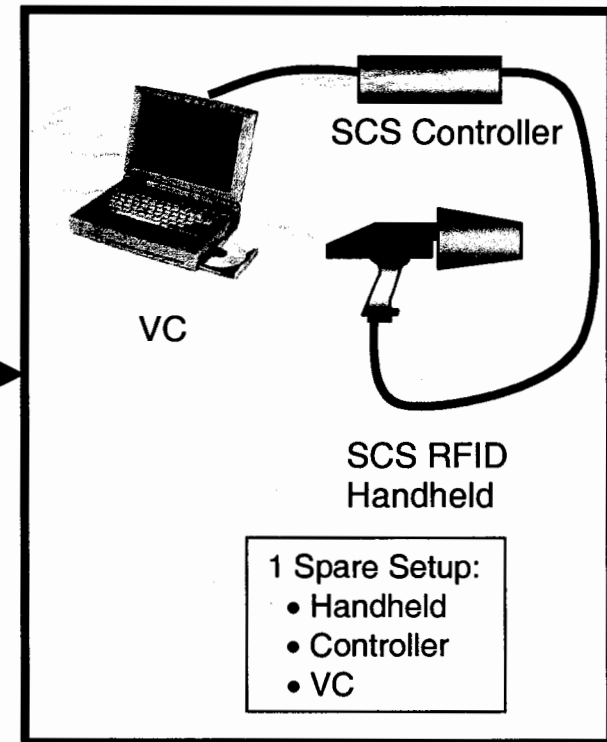 SCS Controller
VC
SCS RFID
Handheld
1 Spare Setup:
• Handheld
• Controller
• VC